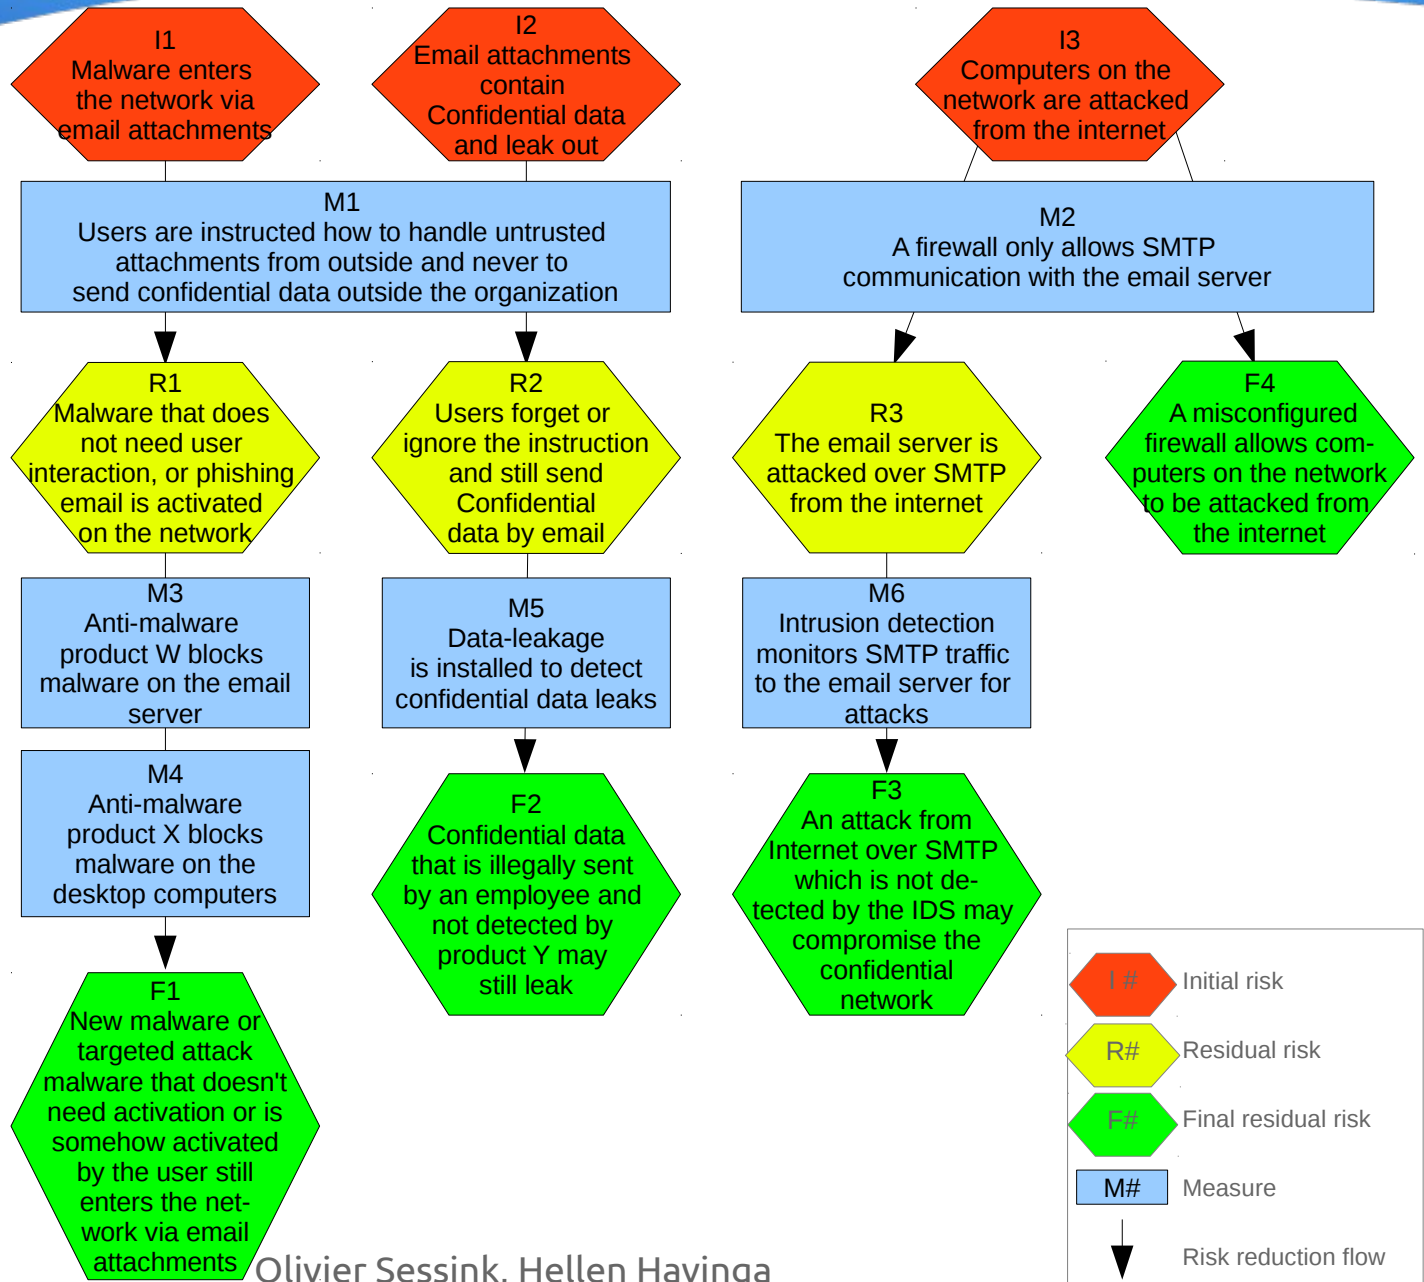 I1
Malware enters
the network via
email attachments
I2
Email attachments
contain
Confidential data
and leak out
I3
Computers on the
network are attacked
from the internet
M1
Users are instructed how to handle untrusted
attachments from outside and never to
send confidential data outside the organization
M2
A firewall only allows SMTP
communication with the email server
R1
Malware that does
not need user
interaction, or phishing
email is activated
on the network
R2
Users forget or
ignore the instruction
and still send
Confidential
data by email
R3
The email server is
attacked over SMTP
from the internet
F4
A misconfigured
firewall allows com-
puters on the network
to be attacked from
the internet
M3
Anti-malware
product W blocks
malware on the email
server
M5
Data-leakage
is installed to detect
confidential data leaks
M6
Intrusion detection
monitors SMTP traffic
to the email server for
attacks
M4
Anti-malware
product X blocks
malware on the
desktop computers
F2
Confidential data
that is illegally sent
by an employee and
not detected by
product Y may
still leak
F3
An attack from
Internet over SMTP
which is not de-
tected by the IDS may
compromise the
confidential
network
F1
New malware or
targeted attack
malware that doesn't
need activation or is
somehow activated
by the user still
enters the net-
work via email
attachments
I # Initial risk
R# Residual risk
F# Final residual risk
M# Measure
Risk reduction flow
Olivier Sessink, Hellen Havinga